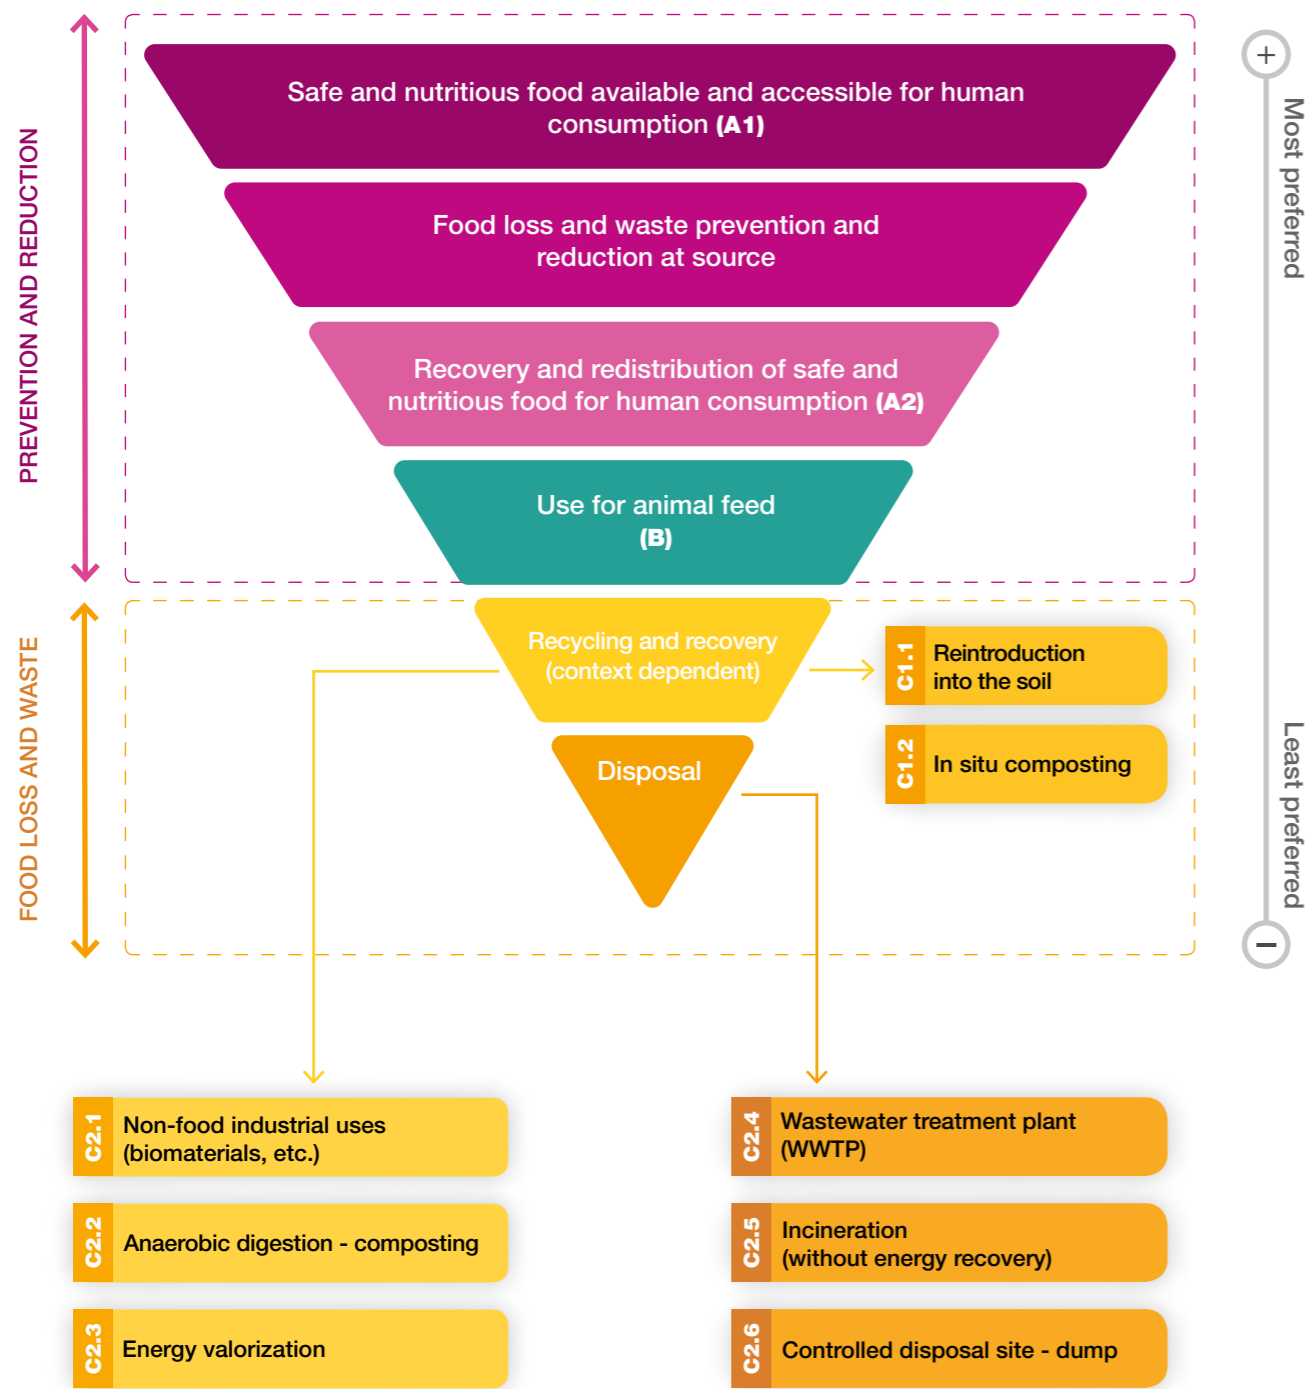 PREVENTION AND REDUCTION
Safe and nutritious food available and accessible for human
consumption (A1)
Food loss and waste prevention and
reduction at source
Recovery and redistribution of safe and
nutritious food for human consumption (A2)
Use for animal feed
(B)
+
Most preferred
Least preferred
−
FOOD LOSS AND WASTE
Recycling and recovery
(context dependent)
Disposal
C1.1
Reintroduction
into the soil
C1.2
In situ composting
C2.1
Non-food industrial uses
(biomaterials, etc.)
C2.2
Anaerobic digestion - composting
C2.3
Energy valorization
C2.4
Wastewater treatment plant
(WWTP)
C2.5
Incineration
(without energy recovery)
C2.6
Controlled disposal site - dump